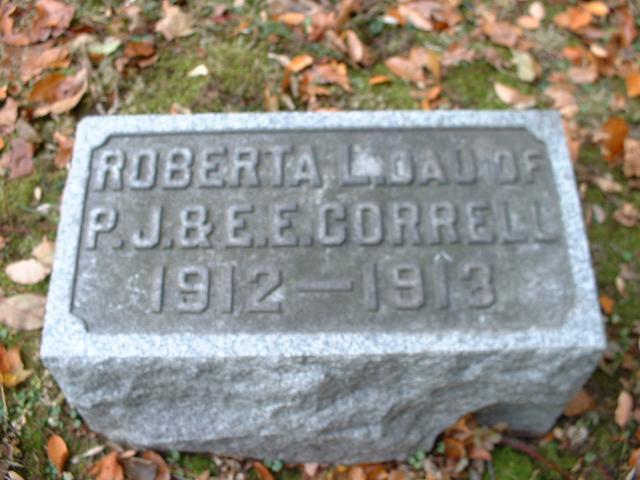 ROBERTA L. DAU OF
P. J. & E. E. CORRELL
1912 — 1913